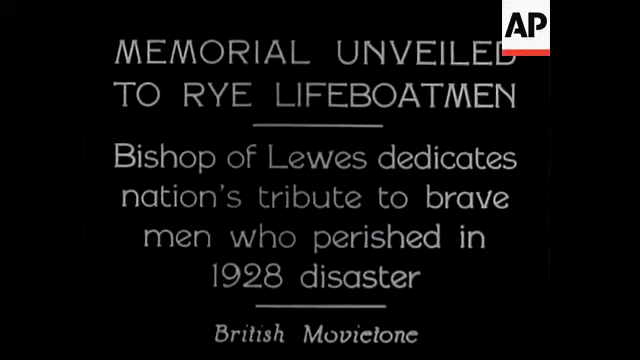 AP
MEMORIAL UNVEILED
TO RYE LIFEBOATMEN
Bishop of Lewes dedicates
nation's tribute to brave
men who perished in
1928 disaster
British Movietone